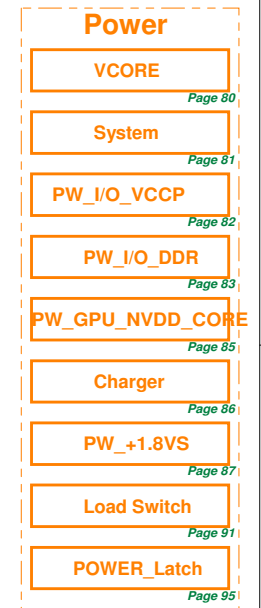 Power
VCORE
Page 80
System
Page 81
PW_I/O_VCCP
Page 82
PW_I/O_DDR
Page 83
PW_GPU_NVDD_CORE
Page 85
Charger
Page 86
PW_+1.8VS
Page 87
Load Switch
Page 91
POWER_Latch
Page 95